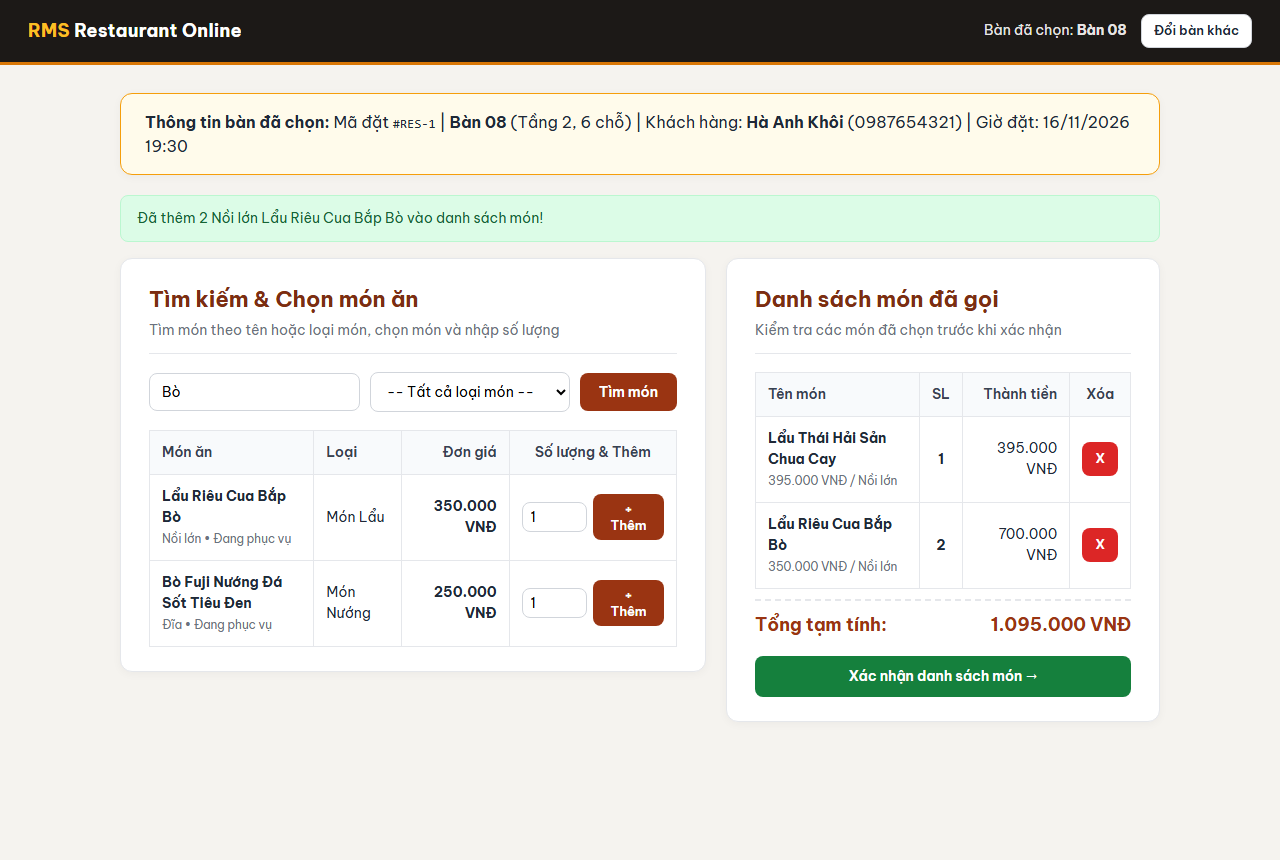 RMS Restaurant Online
Bàn đã chọn: Bàn 08
Đổi bàn khác
Thông tin bàn đã chọn: Mã đặt #RES-1 | Bàn 08 (Tầng 2, 6 chỗ) | Khách hàng: Hà Anh Khôi (0987654321) | Giờ đặt: 16/11/2026
19:30
Đã thêm 2 Nồi lớn Lẩu Riêu Cua Bắp Bò vào danh sách món!
Tìm kiếm & Chọn món ăn
Tìm món theo tên hoặc loại món, chọn món và nhập số lượng
Bò
-- Tất cả loại món --
Tìm món
Món ăn Loại Đơn giá Số lượng & Thêm
Lẩu Riêu Cua Bắp
Bò
Nồi lớn • Đang phục vụ
Món Lẩu
350.000
VNĐ
1
+
Thêm
Bò Fuji Nướng Đá
Sốt Tiêu Đen
Đĩa • Đang phục vụ
Món
Nướng
250.000
VNĐ
1
+
Thêm
Danh sách món đã gọi
Kiểm tra các món đã chọn trước khi xác nhận
Tên món SL Thành tiền Xóa
Lẩu Thái Hải Sản
Chua Cay
395.000 VNĐ / Nồi lớn
1
395.000
VNĐ
X
Lẩu Riêu Cua Bắp
Bò
350.000 VNĐ / Nồi lớn
2
700.000
VNĐ
X
Tổng tạm tính: 1.095.000 VNĐ
Xác nhận danh sách món →